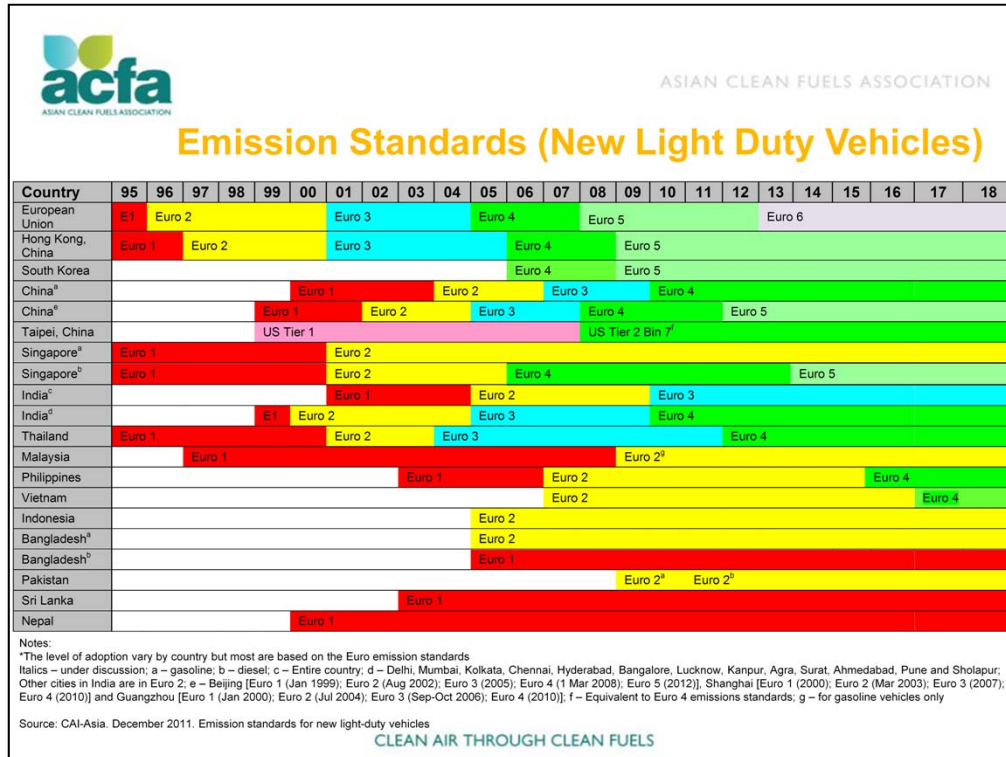 acfa
ASIAN CLEAN FUELS ASSOCIATION
ASIAN CLEAN FUELS ASSOCIATION
Emission Standards (New Light Duty Vehicles)
Country 95 96 97 98 99 00 01 02 03 04 05 06 07 08 09 10 11 12 13 14 15 16 17 18
European Union E1 Euro 2 Euro 3 Euro 4 Euro 5 Euro 6
Hong Kong, China Euro 1 Euro 2 Euro 3 Euro 4 Euro 5
South Korea Euro 4 Euro 5
Chinaᵃ Euro 1 Euro 2 Euro 3 Euro 4
Chinaᵉ Euro 1 Euro 2 Euro 3 Euro 4 Euro 5
Taipei, China US Tier 1 US Tier 2 Bin 7ᶠ
Singaporeᵃ Euro 1 Euro 2
Singaporeᵇ Euro 1 Euro 2 Euro 4 Euro 5
Indiaᶜ Euro 1 Euro 2 Euro 3
Indiaᵈ E1 Euro 2 Euro 3 Euro 4
Thailand Euro 1 Euro 2 Euro 3 Euro 4
Malaysia Euro 1 Euro 2ᵍ
Philippines Euro 1 Euro 2 Euro 4
Vietnam Euro 2 Euro 4
Indonesia Euro 2
Bangladeshᵃ Euro 2
Bangladeshᵇ Euro 1
Pakistan Euro 2ᵃ Euro 2ᵇ
Sri Lanka Euro 1
Nepal Euro 1
Notes:
*The level of adoption vary by country but most are based on the Euro emission standards
Italics – under discussion; a – gasoline; b – diesel; c – Entire country; d – Delhi, Mumbai, Kolkata, Chennai, Hyderabad, Bangalore, Lucknow, Kanpur, Agra, Surat, Ahmedabad, Pune and Sholapur;
Other cities in India are in Euro 2; e – Beijing [Euro 1 (Jan 1999); Euro 2 (Aug 2002); Euro 3 (2005); Euro 4 (1 Mar 2008); Euro 5 (2012)], Shanghai [Euro 1 (2000); Euro 2 (Mar 2003); Euro 3 (2007);
Euro 4 (2010)] and Guangzhou [Euro 1 (Jan 2000); Euro 2 (Jul 2004); Euro 3 (Sep-Oct 2006); Euro 4 (2010)]; f – Equivalent to Euro 4 emissions standards; g – for gasoline vehicles only
Source: CAI-Asia. December 2011. Emission standards for new light-duty vehicles
CLEAN AIR THROUGH CLEAN FUELS